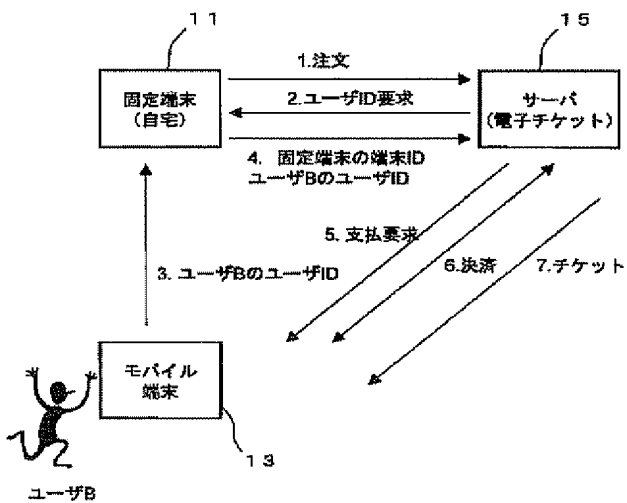 １１
１５
1.注文
固定端末
(自宅)
2.ユーザID要求
サーバ
(電子チケット)
4. 固定端末の端末ID
ユーザBのユーザID
5. 支払要求
3. ユーザBのユーザID
6.決済
7.チケット
モバイル
端末
１３
ユーザB